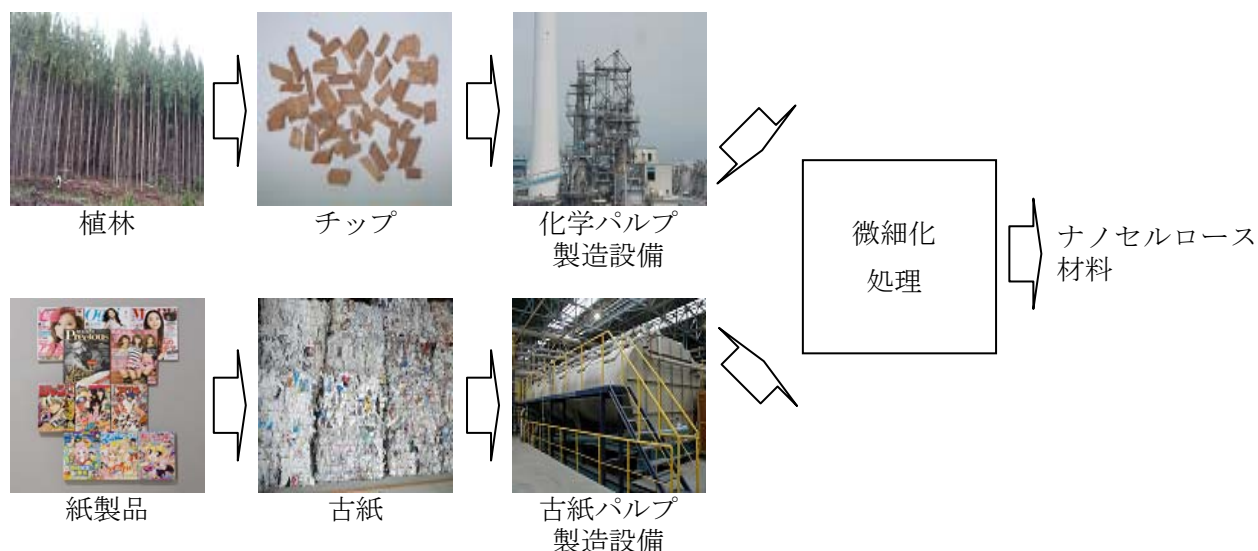 植林
チップ
化学パルプ
製造設備
微細化
処理
ナノセルロース
材料
紙製品
古紙
古紙パルプ
製造設備
Precious